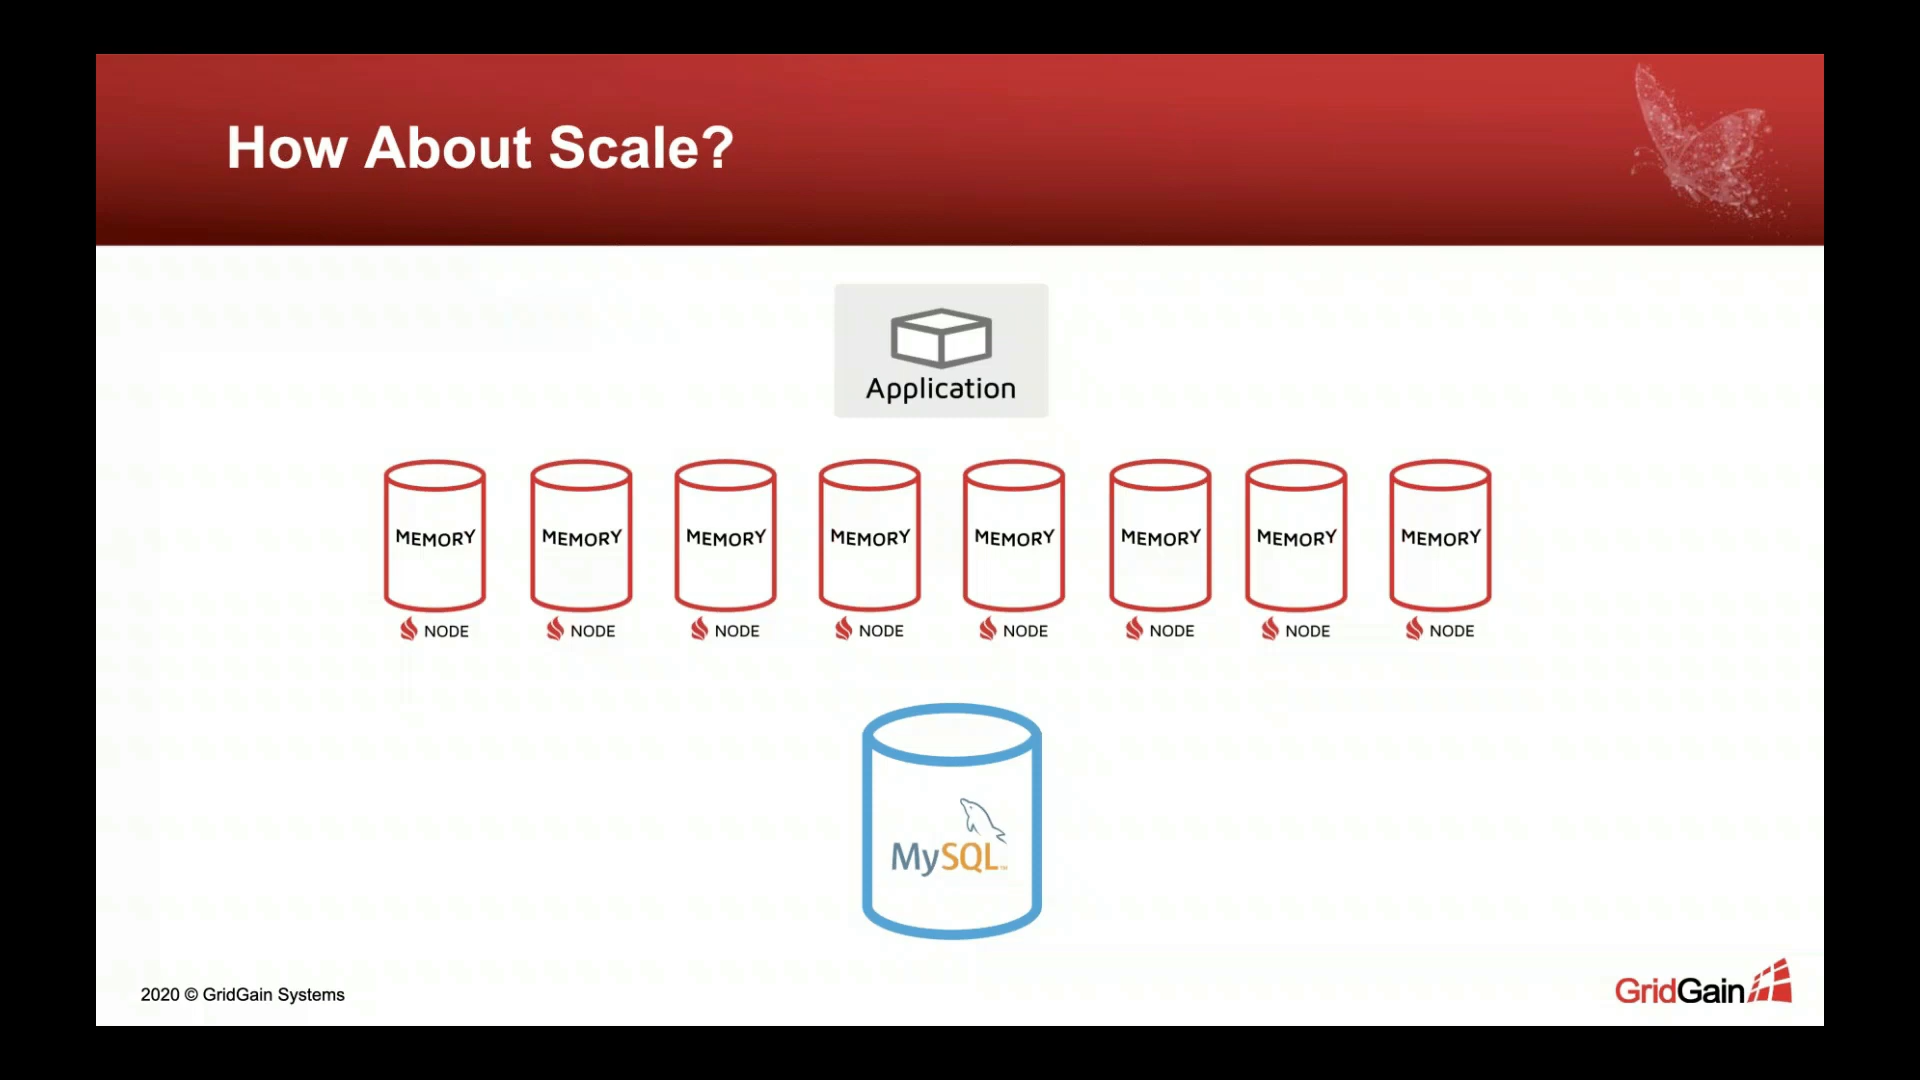 How About Scale?
Application
MEMORY MEMORY MEMORY MEMORY MEMORY MEMORY MEMORY MEMORY
NODE NODE NODE NODE NODE NODE NODE NODE
MySQL™
2020 © GridGain Systems
GridGain